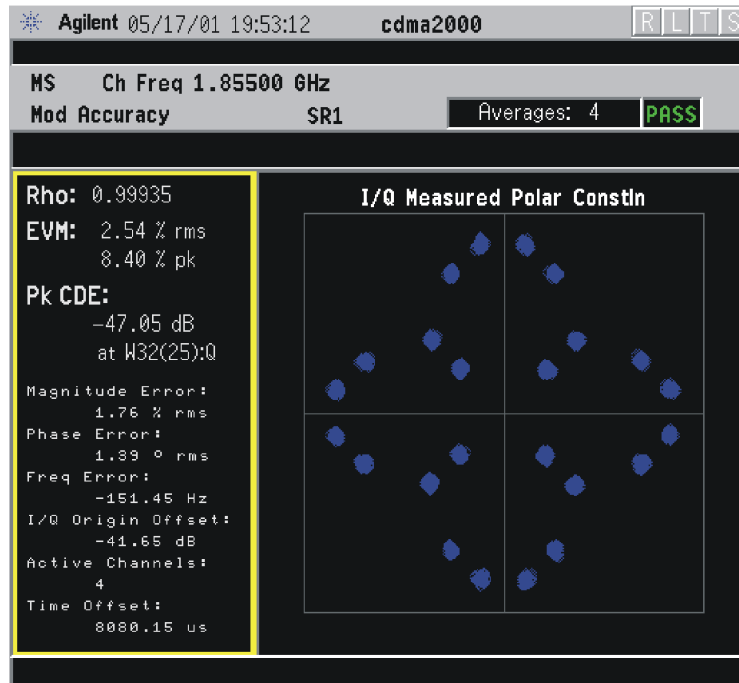 Agilent 05/17/01 19:53:12 cdma2000 R L T S
MS Ch Freq 1.85500 GHz
Mod Accuracy SR1 Averages: 4 PASS
Rho: 0.99935
I/Q Measured Polar Constln
EVM: 2.54 % rms
8.40 % pk
Pk CDE:
-47.05 dB
at W32(25):Q
Magnitude Error:
1.76 % rms
Phase Error:
1.39 º rms
Freq Error:
-151.45 Hz
I/Q Origin Offset:
-41.65 dB
Active Channels:
4
Time Offset:
8080.15 us